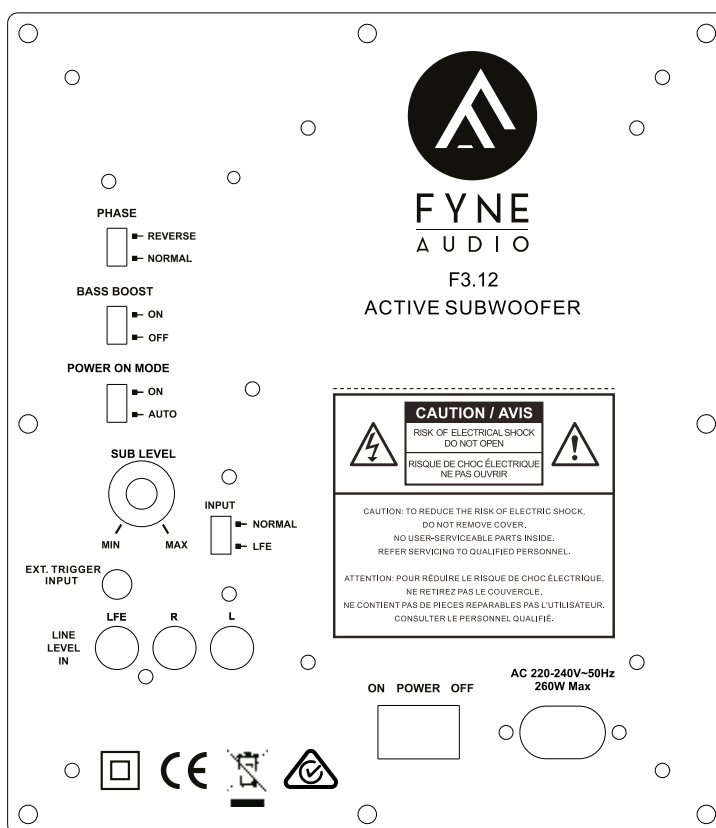 FYNE
AUDIO
F3.12
ACTIVE SUBWOOFER
PHASE
REVERSE
NORMAL
BASS BOOST
ON
OFF
POWER ON MODE
ON
AUTO
SUB LEVEL
MIN MAX
INPUT
NORMAL
LFE
EXT. TRIGGER
INPUT
LFE R L
LINE
LEVEL
IN
CAUTION / AVIS
RISK OF ELECTRICAL SHOCK
DO NOT OPEN
RISQUE DE CHOC ÉLECTRIQUE
NE PAS OUVRIR
CAUTION: TO REDUCE THE RISK OF ELECTRIC SHOCK,
DO NOT REMOVE COVER.
NO USER-SERVICEABLE PARTS INSIDE.
REFER SERVICING TO QUALIFIED PERSONNEL.
ATTENTION: POUR RÉDUIRE LE RISQUE DE CHOC ÉLECTRIQUE,
NE RETIREZ PAS LE COUVERCLE.
NE CONTIENT PAS DE PIECES REPARABLES PAS L'UTILISATEUR.
CONSULTER LE PERSONNEL QUALIFIÉ.
ON POWER OFF
AC 220-240V~50Hz
260W Max
CE